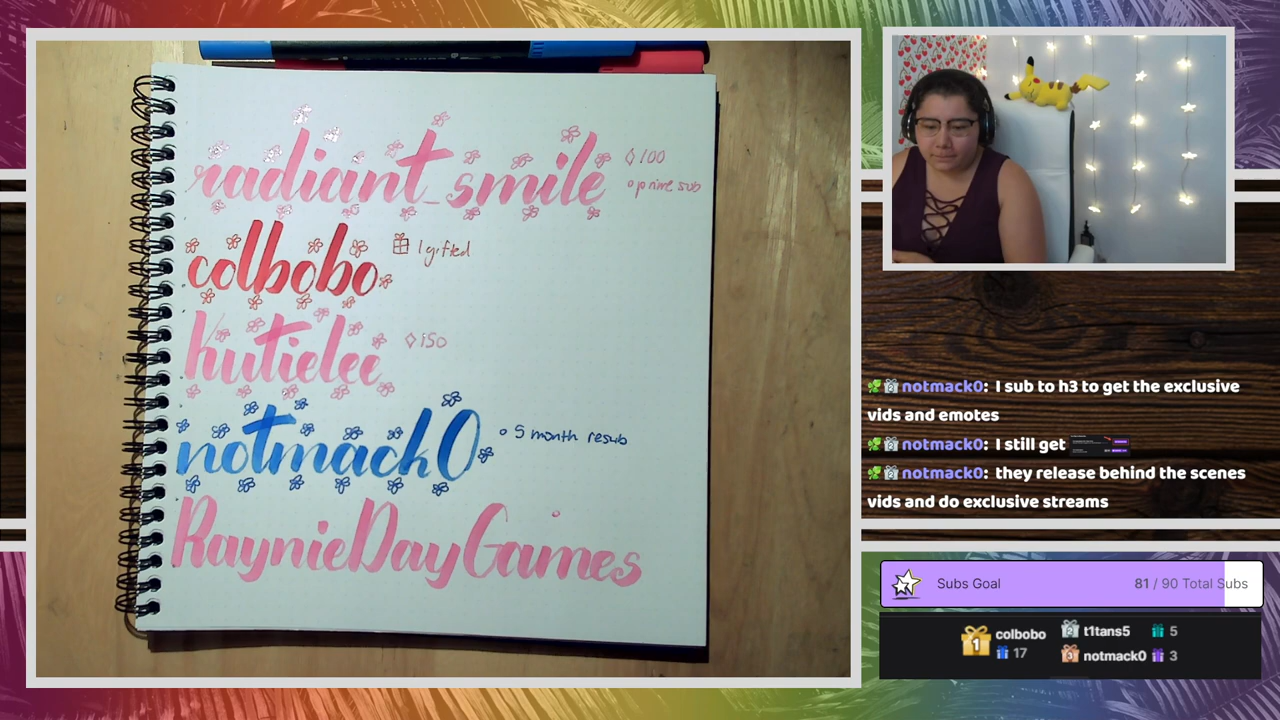 radiant_smile ◊100
◦prime sub
colbobo 1 gifted
kutielee ◊150
notmack0 ◦ 5 month resub
RaynieDayGames
notmack0: I sub to h3 to get the exclusive
vids and emotes
notmack0: I still get
notmack0: they release behind the scenes
vids and do exclusive streams
Subs Goal 81 / 90 Total Subs
1 colbobo 17
2 t1tans5 5
3 notmack0 3